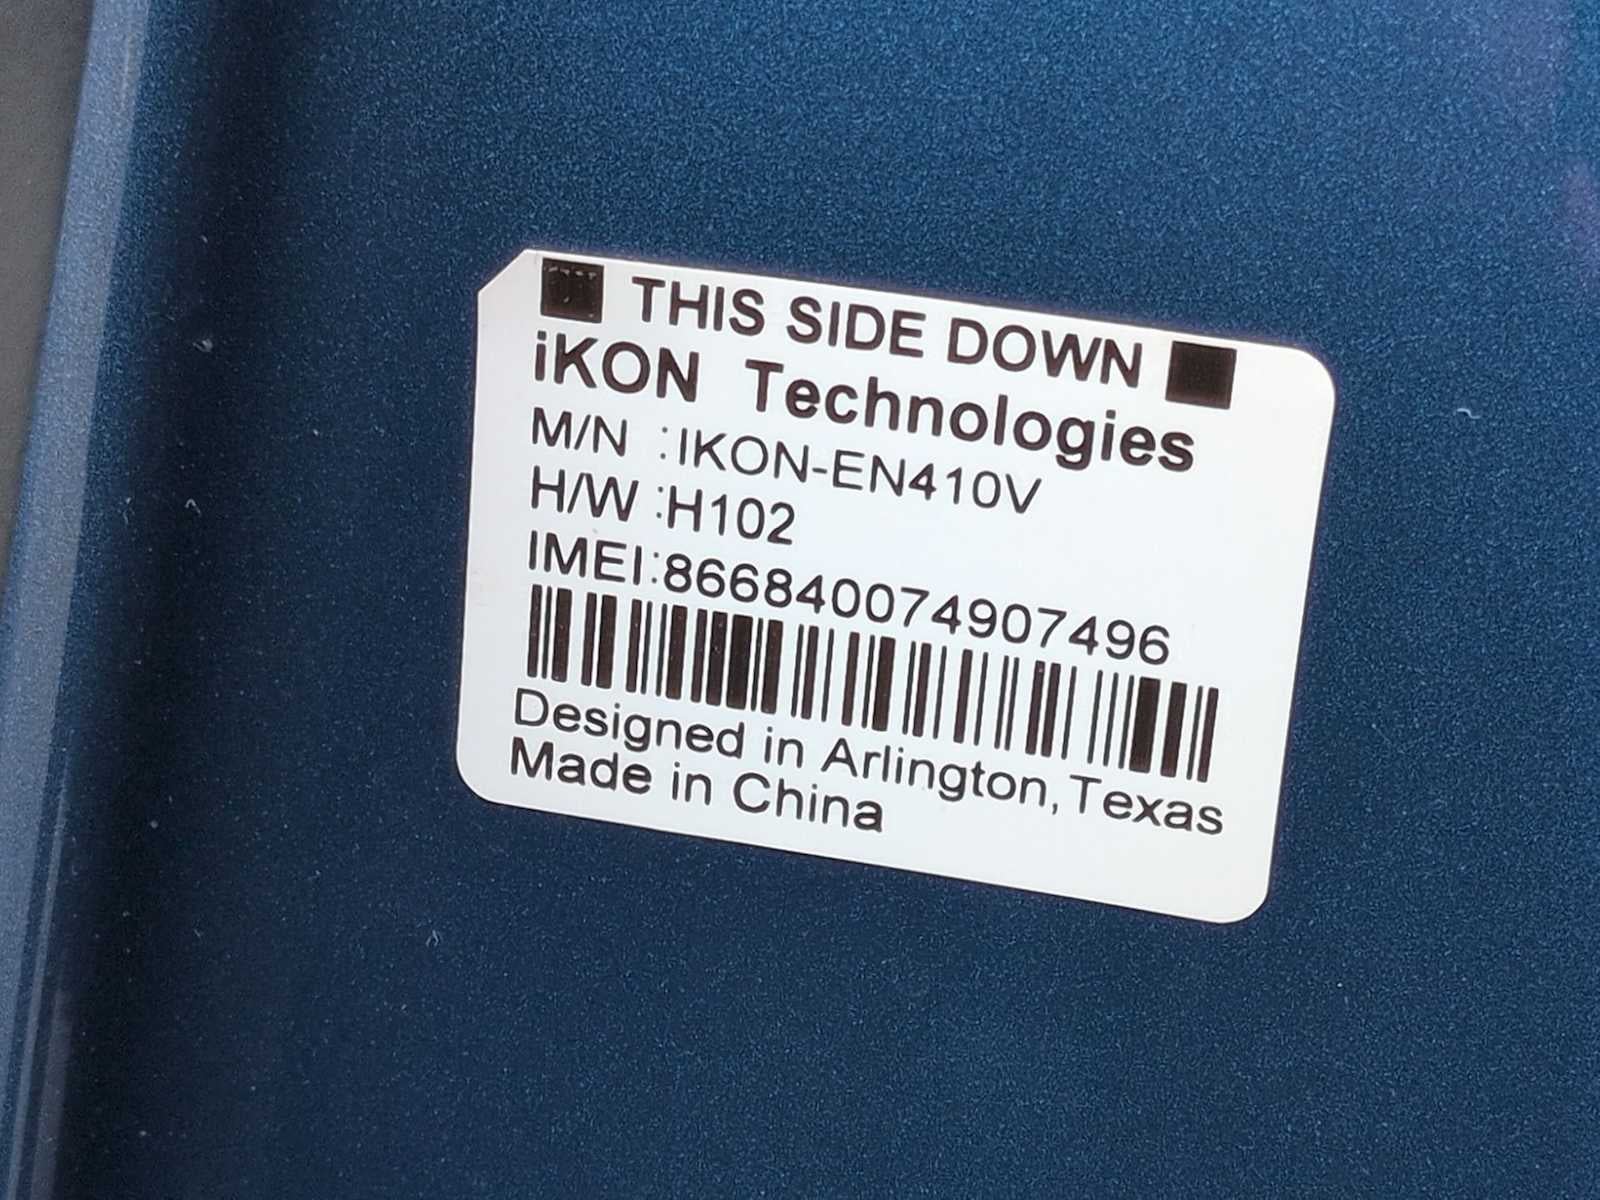 THIS SIDE DOWN
iKON Technologies
M/N :IKON-EN410V
H/W :H102
IMEI:866840074907496
Designed in Arlington,Texas
Made in China